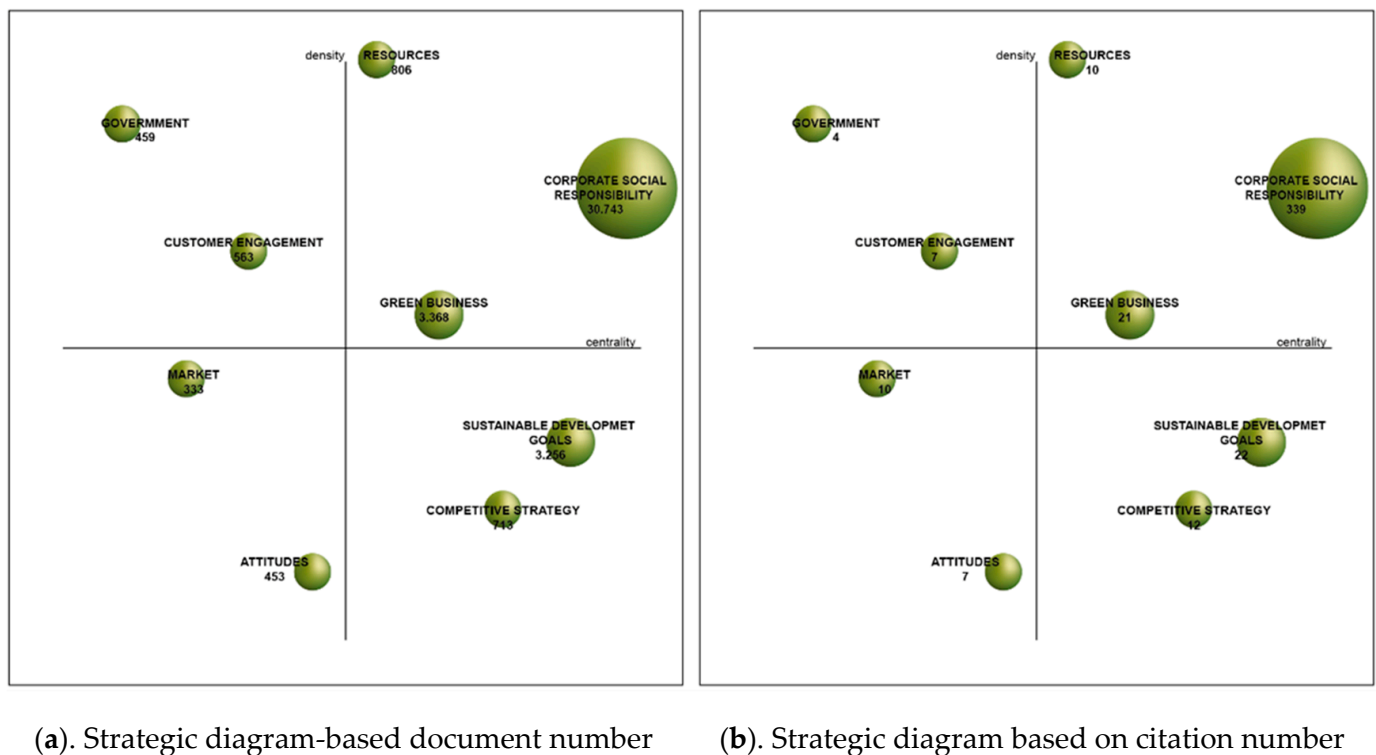 density
RESOURCES
806
GOVERMMENT
459
CORPORATE SOCIAL
RESPONSIBILITY
30.743
CUSTOMER ENGAGEMENT
563
GREEN BUSINESS
3.368
centrality
MARKET
333
SUSTAINABLE DEVELOPMET
GOALS
3.256
COMPETITIVE STRATEGY
713
ATTITUDES
453
(a). Strategic diagram-based document number
density
RESOURCES
10
GOVERMMENT
4
CORPORATE SOCIAL
RESPONSIBILITY
339
CUSTOMER ENGAGEMENT
7
GREEN BUSINESS
21
centrality
MARKET
10
SUSTAINABLE DEVELOPMET
GOALS
22
COMPETITIVE STRATEGY
12
ATTITUDES
7
(b). Strategic diagram based on citation number